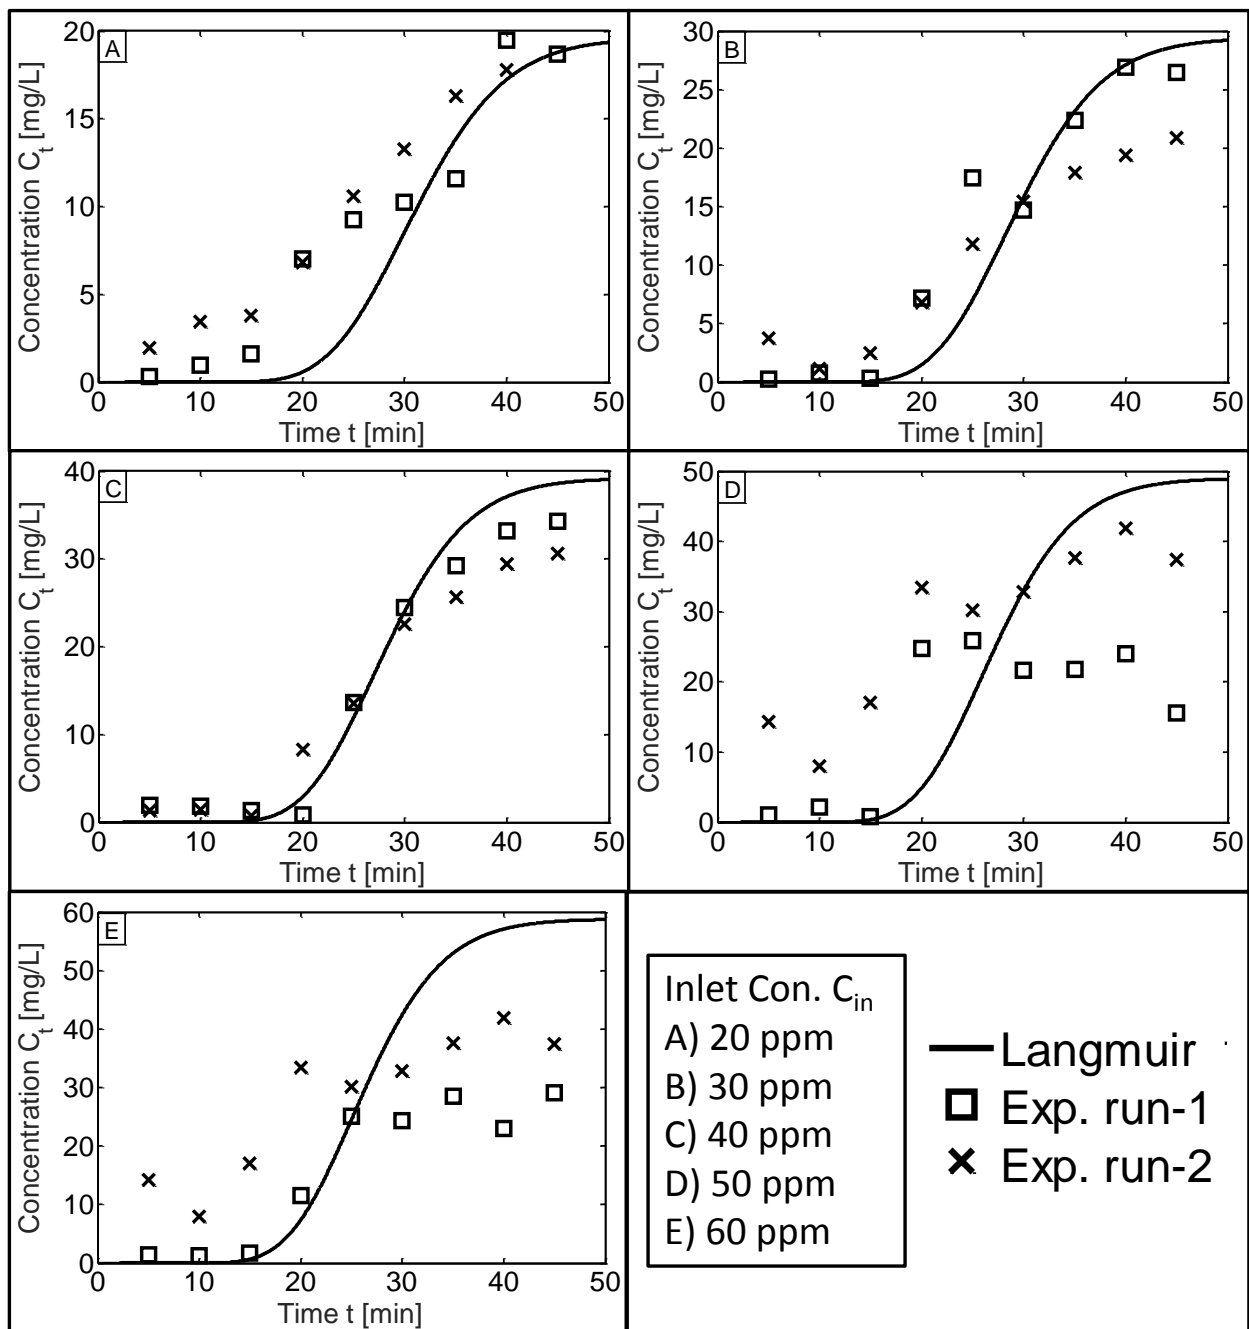 A
Concentration C_t [mg/L]
20
15
10
5
0
0 10 20 30 40 50
Time t [min]
B
Concentration C_t [mg/L]
30
25
20
15
10
5
0
0 10 20 30 40 50
Time t [min]
C
Concentration C_t [mg/L]
40
30
20
10
0
0 10 20 30 40 50
Time t [min]
D
Concentration C_t [mg/L]
50
40
30
20
10
0
0 10 20 30 40 50
Time t [min]
E
Concentration C_t [mg/L]
60
50
40
30
20
10
0
0 10 20 30 40 50
Time t [min]
Inlet Con. C_in
A) 20 ppm
B) 30 ppm
C) 40 ppm
D) 50 ppm
E) 60 ppm
Langmuir
Exp. run-1
Exp. run-2